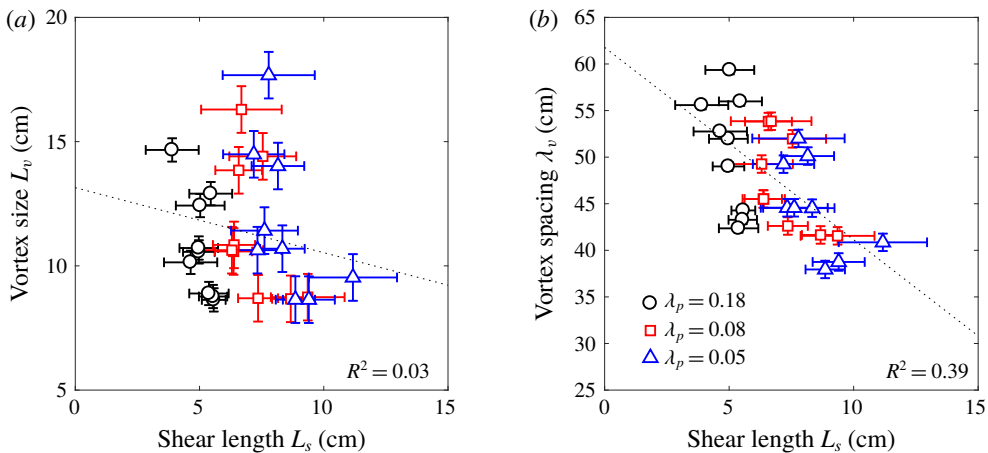 (a)
20
15
10
5
0
5
10
15
Vortex size L_v (cm)
Shear length L_s (cm)
R² = 0.03
(b)
65
60
55
50
45
40
35
30
25
0
5
10
15
Vortex spacing λ_v (cm)
Shear length L_s (cm)
λ_p = 0.18
λ_p = 0.08
λ_p = 0.05
R² = 0.39